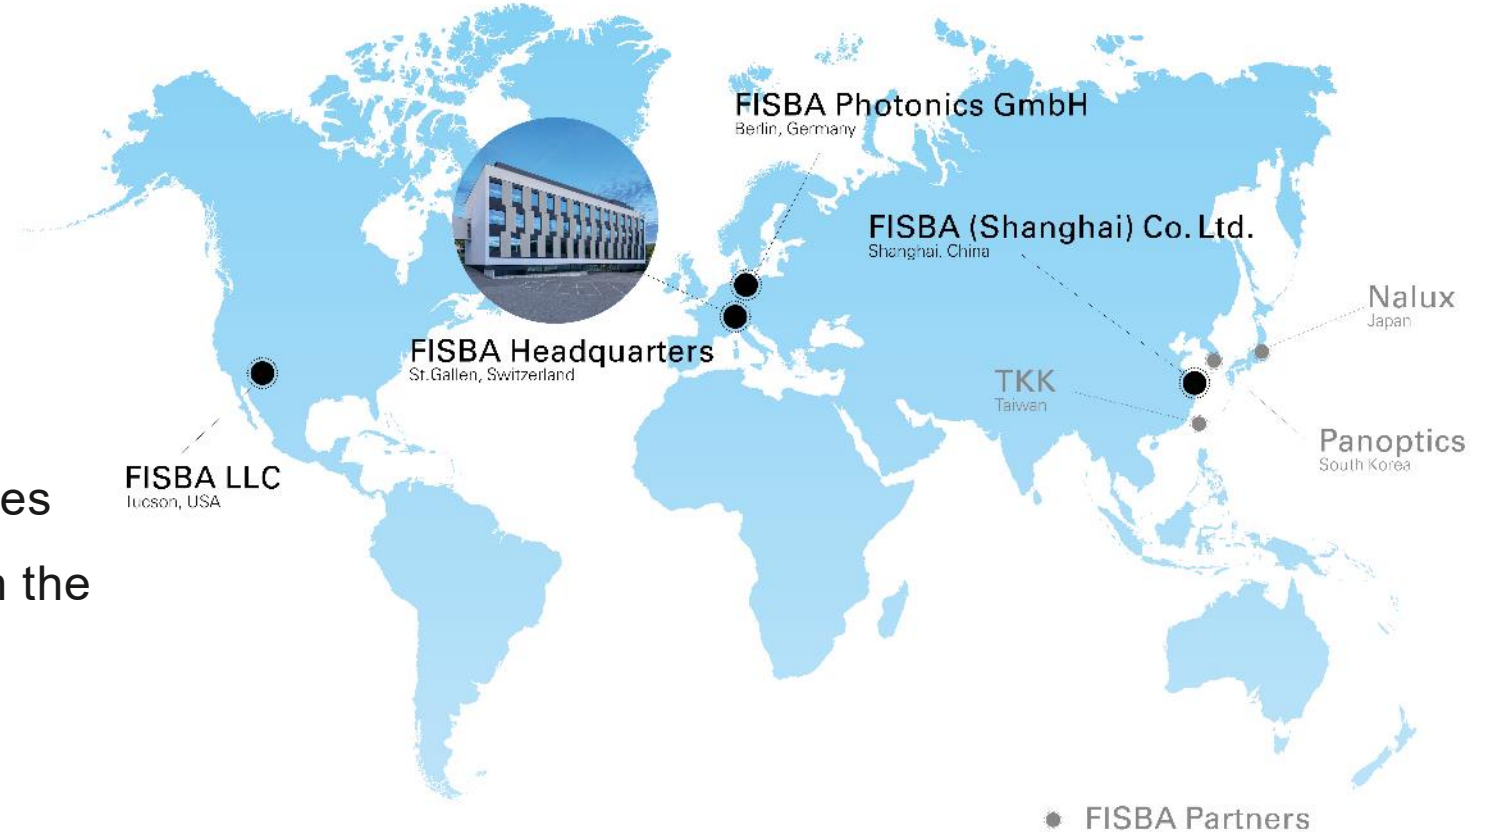 FISBA Photonics GmbH
Berlin, Germany
FISBA (Shanghai) Co. Ltd.
Shanghai, China
Nalux
Japan
FISBA Headquarters
St.Gallen, Switzerland
TKK
Taiwan
Panoptics
South Korea
FISBA LLC
Tucson, USA
es
the
FISBA Partners